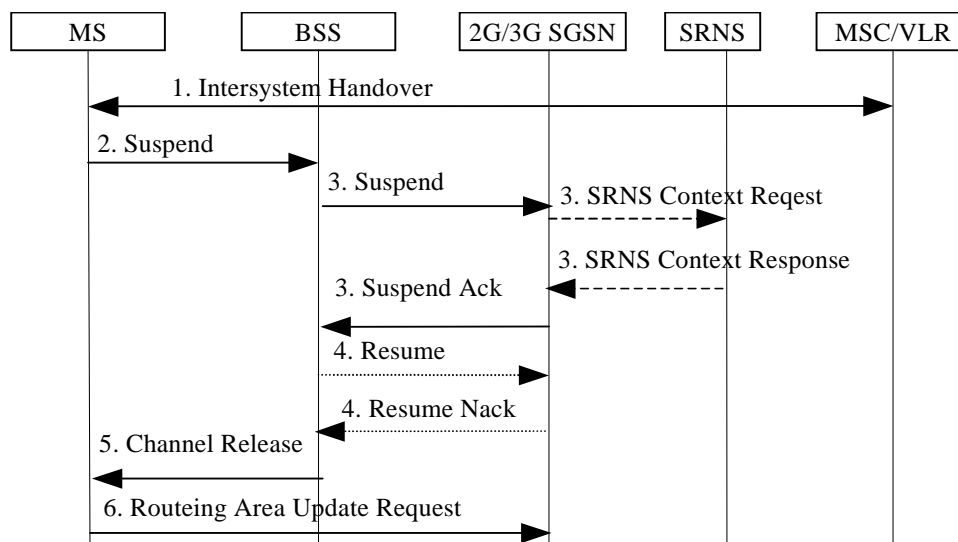 MS
BSS
2G/3G SGSN
SRNS
MSC/VLR
1. Intersystem Handover
2. Suspend
3. Suspend
3. SRNS Context Reqest
3. SRNS Context Response
3. Suspend Ack
4. Resume
4. Resume Nack
5. Channel Release
6. Routeing Area Update Request